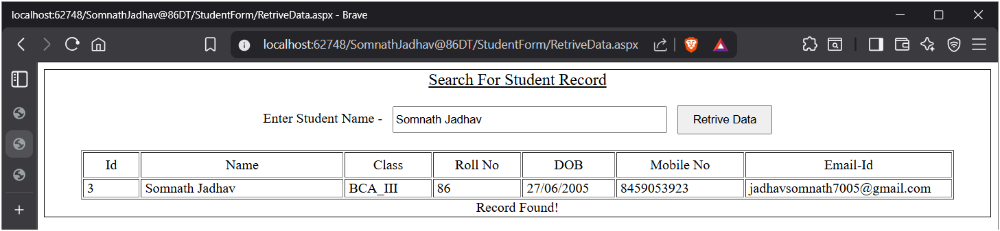 localhost:62748/SomnathJadhav@86DT/StudentForm/RetriveData.aspx - Brave
localhost:62748/SomnathJadhav@86DT/StudentForm/RetriveData.aspx
Search For Student Record
Enter Student Name - Somnath Jadhav Retrive Data
Id Name Class Roll No DOB Mobile No Email-Id
3 Somnath Jadhav BCA_III 86 27/06/2005 8459053923 jadhavsomnath7005@gmail.com
Record Found!